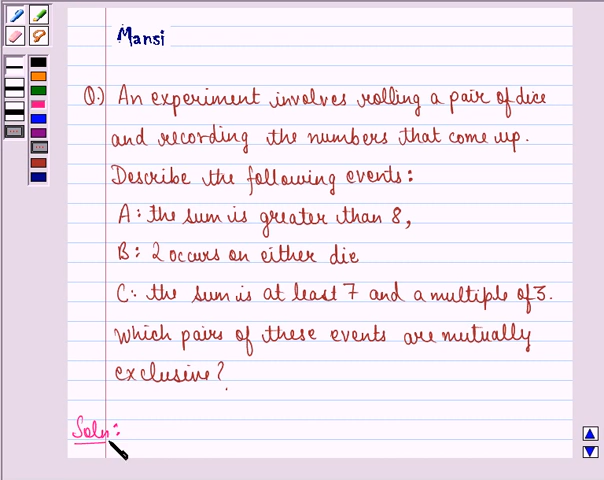 Mansi
Q.) An experiment involves rolling a pair of dice
and recording the numbers that come up.
Describe the following events:
A: the sum is greater than 8,
B: 2 occurs on either die
C: the sum is at least 7 and a multiple of 3.
Which pairs of these events are mutually
exclusive?
Soln: